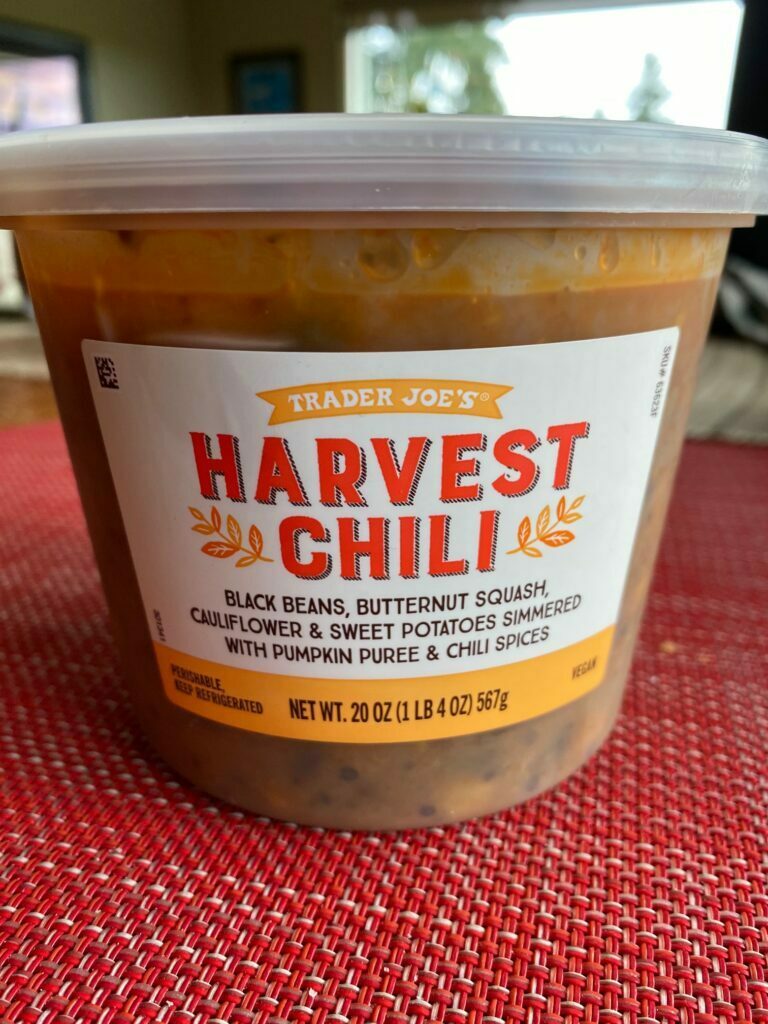 TRADER JOE'S®
HARVEST
CHILI
BLACK BEANS, BUTTERNUT SQUASH,
CAULIFLOWER & SWEET POTATOES SIMMERED
WITH PUMPKIN PUREE & CHILI SPICES
PERISHABLE,
KEEP REFRIGERATED
NET WT. 20 OZ (1 LB 4 OZ) 567g
VEGAN
SKU#